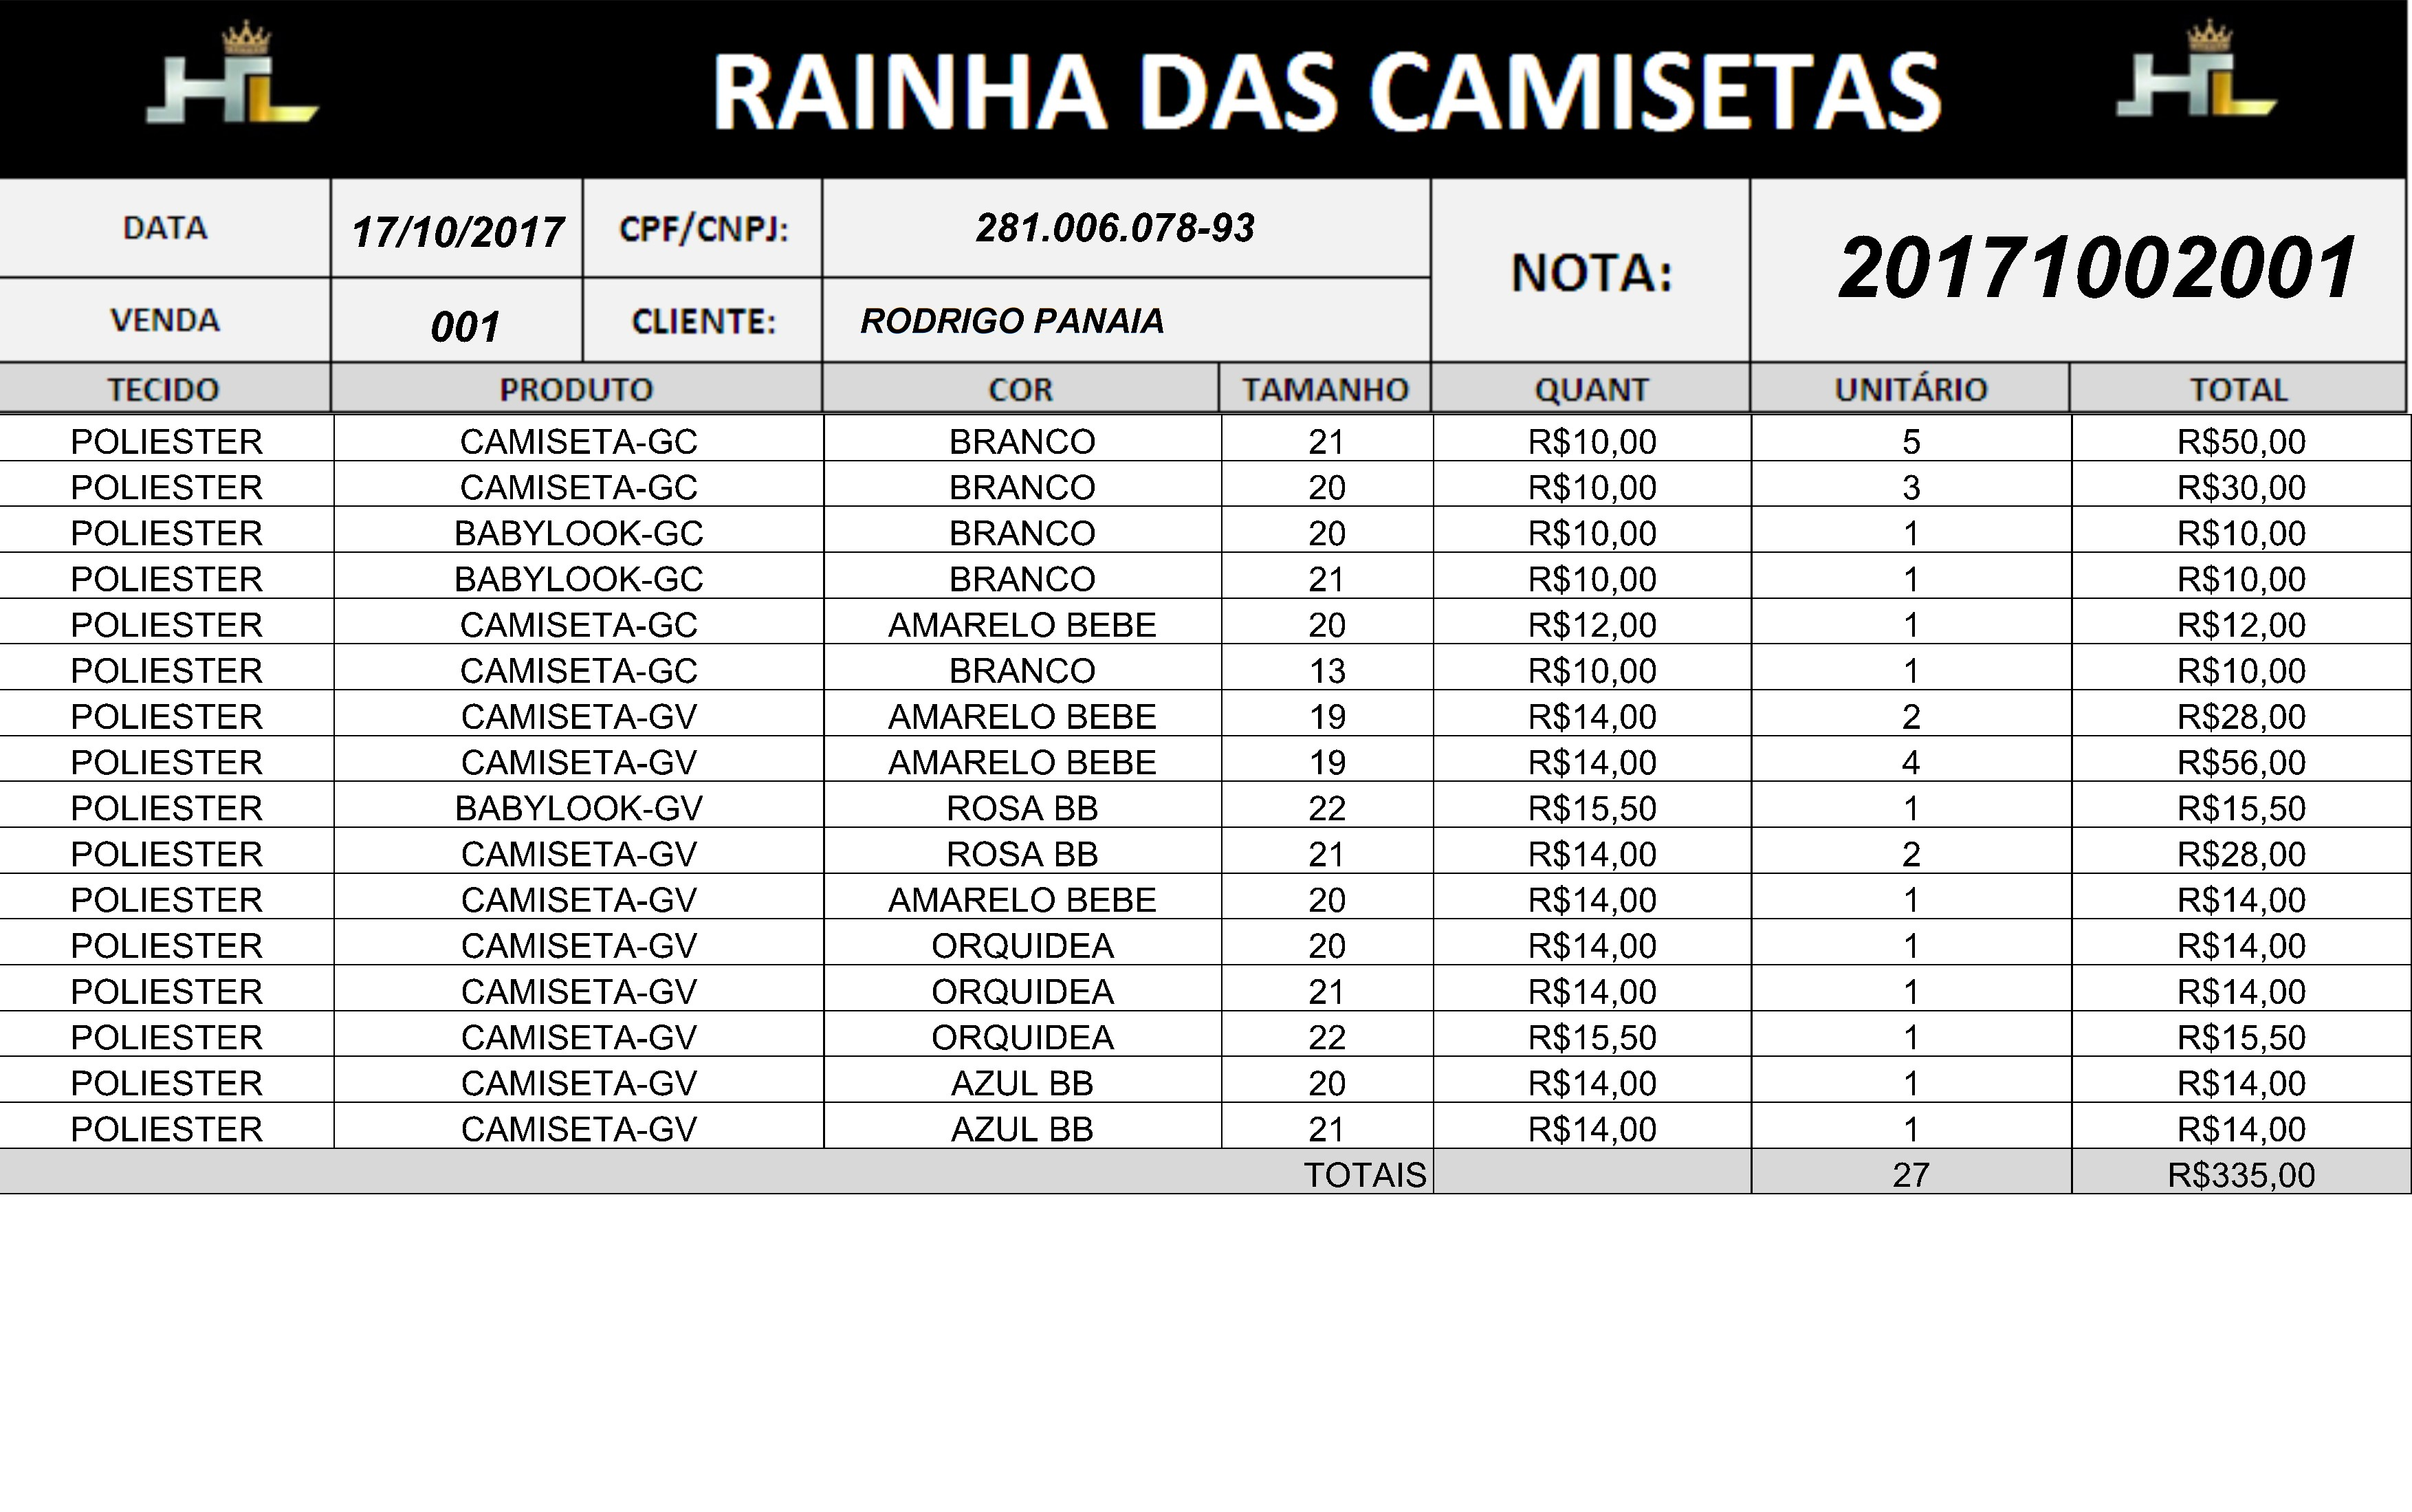 HL RAINHA DAS CAMISETAS HL
DATA 17/10/2017 CPF/CNPJ: 281.006.078-93 NOTA: 20171002001
VENDA 001 CLIENTE: RODRIGO PANAIA
TECIDO PRODUTO COR TAMANHO QUANT UNITÁRIO TOTAL
POLIESTER CAMISETA-GC BRANCO 21 R$10,00 5 R$50,00
POLIESTER CAMISETA-GC BRANCO 20 R$10,00 3 R$30,00
POLIESTER BABYLOOK-GC BRANCO 20 R$10,00 1 R$10,00
POLIESTER BABYLOOK-GC BRANCO 21 R$10,00 1 R$10,00
POLIESTER CAMISETA-GC AMARELO BEBE 20 R$12,00 1 R$12,00
POLIESTER CAMISETA-GC BRANCO 13 R$10,00 1 R$10,00
POLIESTER CAMISETA-GV AMARELO BEBE 19 R$14,00 2 R$28,00
POLIESTER CAMISETA-GV AMARELO BEBE 19 R$14,00 4 R$56,00
POLIESTER BABYLOOK-GV ROSA BB 22 R$15,50 1 R$15,50
POLIESTER CAMISETA-GV ROSA BB 21 R$14,00 2 R$28,00
POLIESTER CAMISETA-GV AMARELO BEBE 20 R$14,00 1 R$14,00
POLIESTER CAMISETA-GV ORQUIDEA 20 R$14,00 1 R$14,00
POLIESTER CAMISETA-GV ORQUIDEA 21 R$14,00 1 R$14,00
POLIESTER CAMISETA-GV ORQUIDEA 22 R$15,50 1 R$15,50
POLIESTER CAMISETA-GV AZUL BB 20 R$14,00 1 R$14,00
POLIESTER CAMISETA-GV AZUL BB 21 R$14,00 1 R$14,00
TOTAIS 27 R$335,00